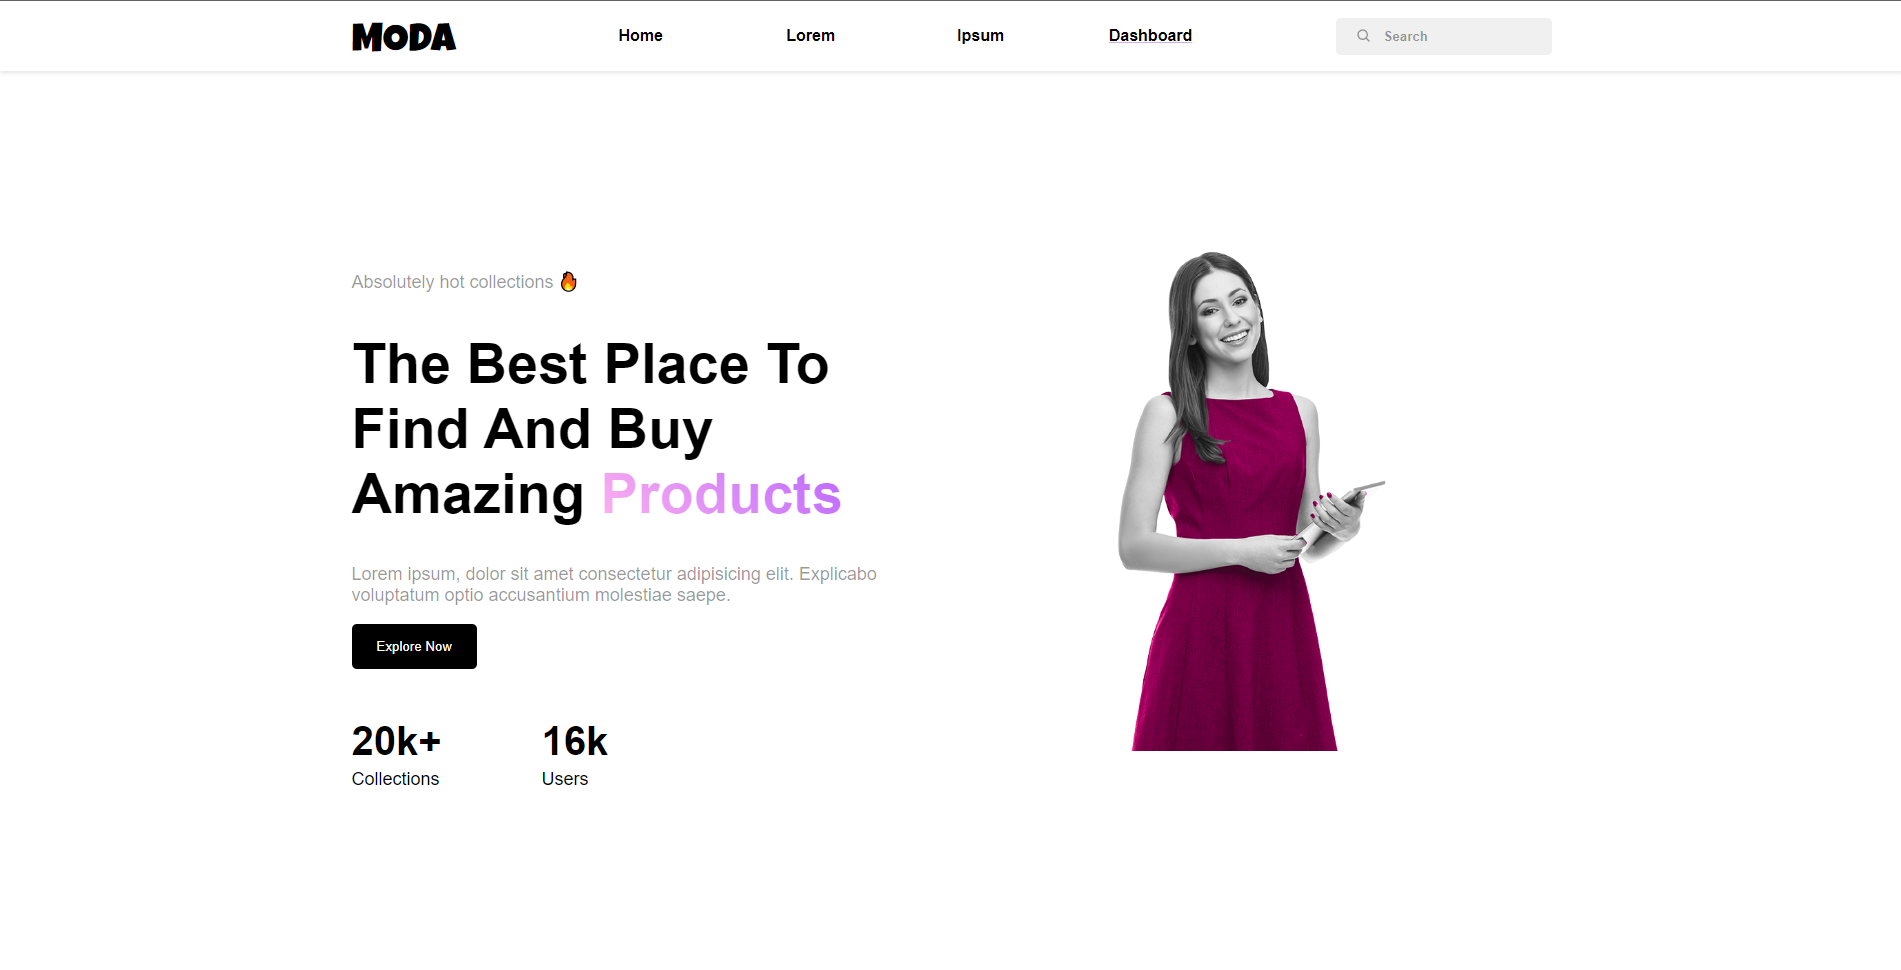 MODA
Home
Lorem
Ipsum
Dashboard
Search
Absolutely hot collections 🔥
The Best Place To
Find And Buy
Amazing Products
Lorem ipsum, dolor sit amet consectetur adipisicing elit. Explicabo
voluptatum optio accusantium molestiae saepe.
Explore Now
20k+
Collections
16k
Users